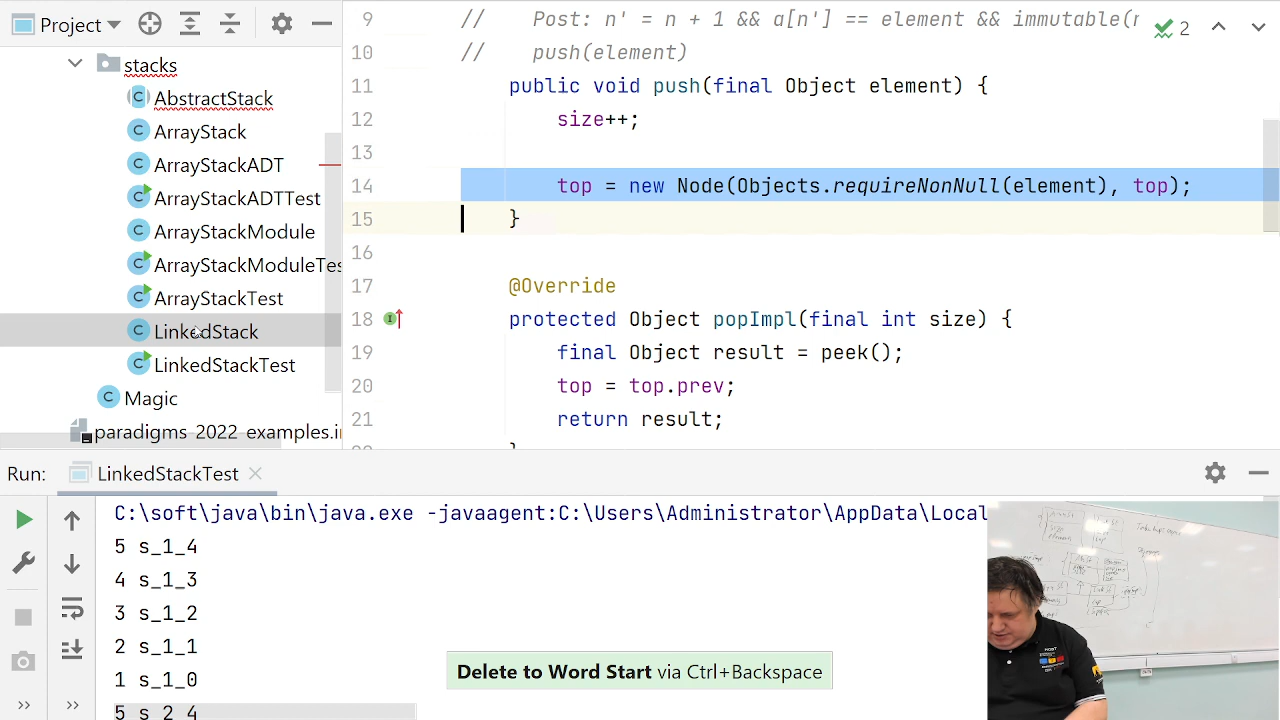 Project
stacks
AbstractStack
ArrayStack
ArrayStackADT
ArrayStackADTTest
ArrayStackModule
ArrayStackModuleTes
ArrayStackTest
LinkedStack
LinkedStackTest
Magic
paradigms-2022 examples.i
9 // Post: n' = n + 1 && a[n'] == element && immutable(
10 // push(element)
11 public void push(final Object element) {
12 size++;
13
14 top = new Node(Objects.requireNonNull(element), top);
15 }
16
17 @Override
18 protected Object popImpl(final int size) {
19 final Object result = peek();
20 top = top.prev;
21 return result;
2
Run: LinkedStackTest
C:\soft\java\bin\java.exe -javaagent:C:\Users\Administrator\AppData\Local
5 s_1_4
4 s_1_3
3 s_1_2
2 s_1_1
1 s_1_0
5 s_2_4
Delete to Word Start via Ctrl+Backspace